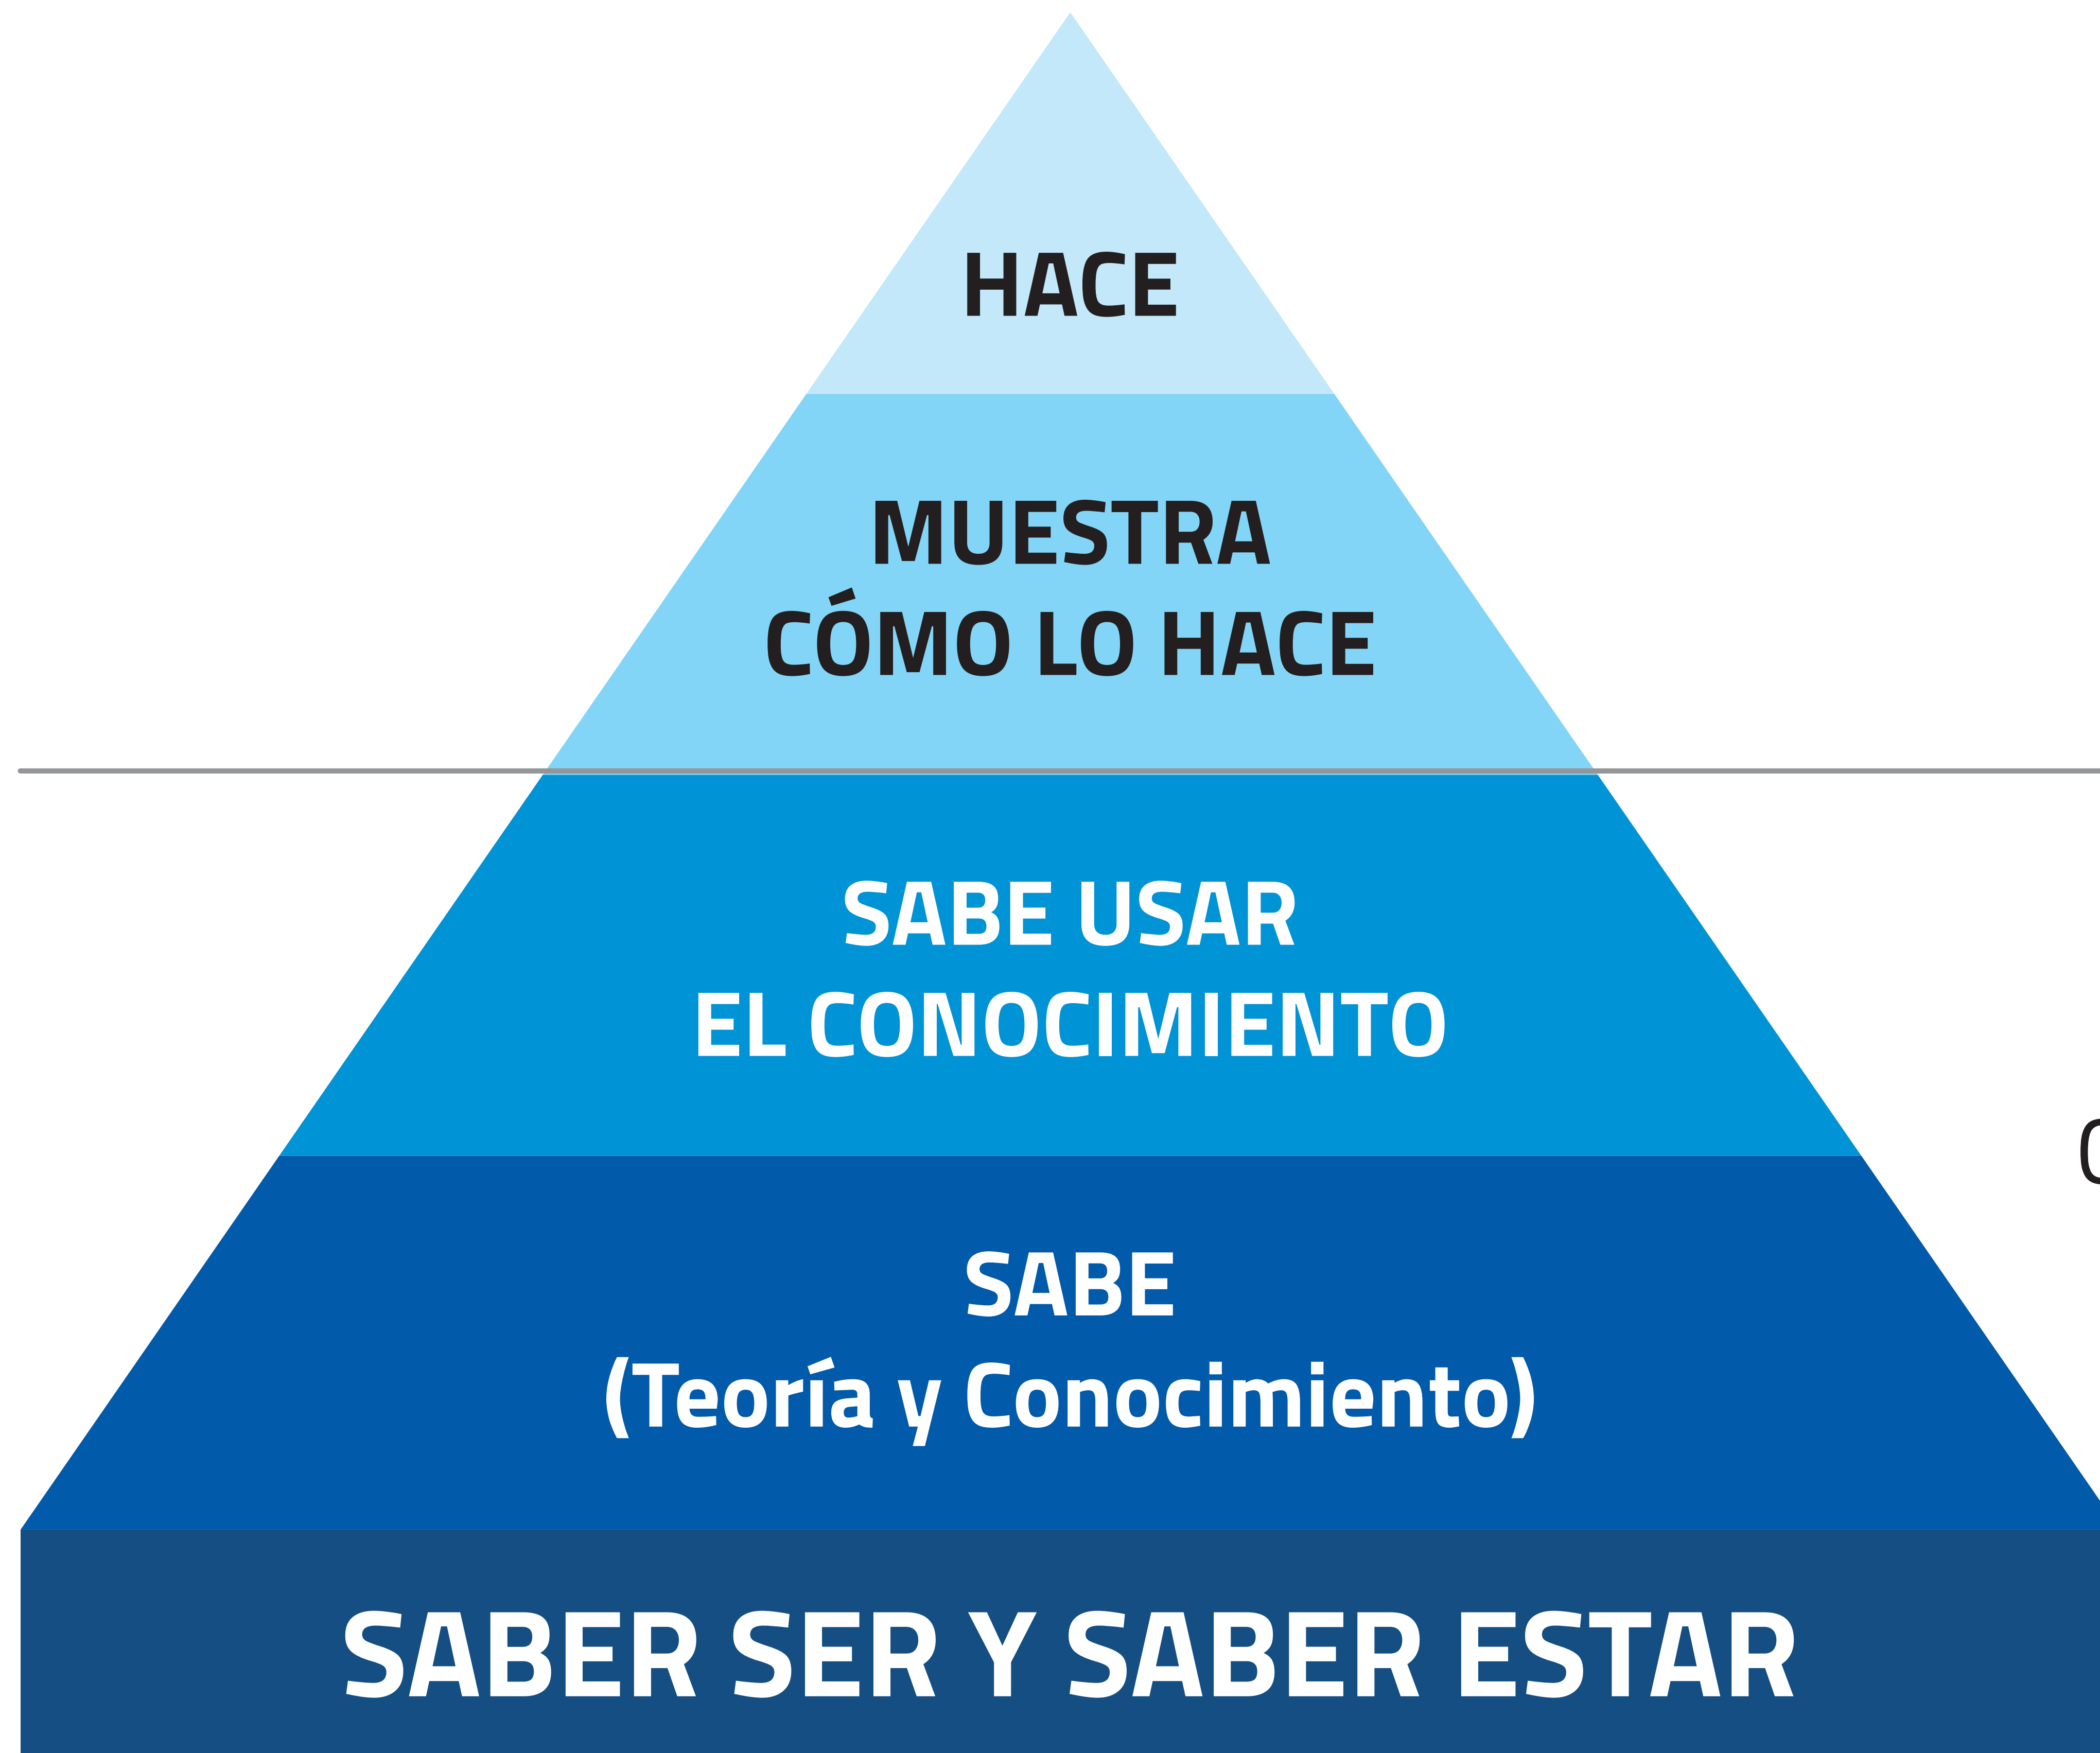 HACE
MUESTRA
CÓMO LO HACE
SABE USAR
EL CONOCIMIENTO
SABE
(Teoría y Conocimiento)
SABER SER Y SABER ESTAR